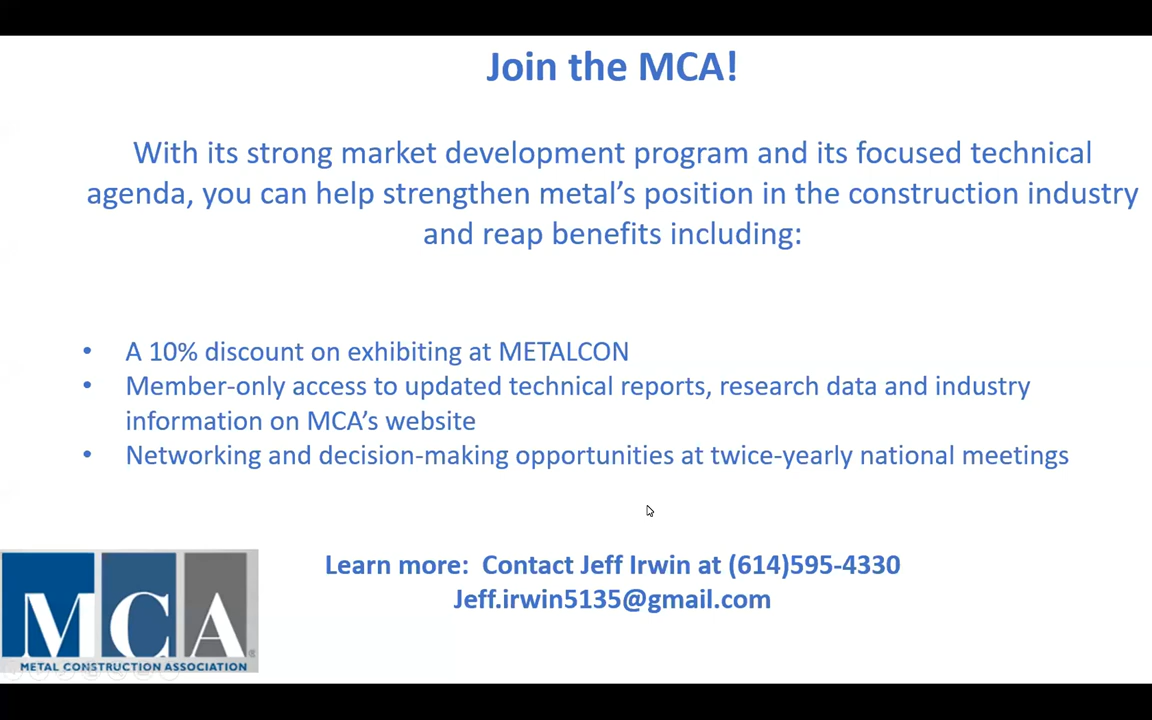 Join the MCA!
With its strong market development program and its focused technical
agenda, you can help strengthen metal’s position in the construction industry
and reap benefits including:
• A 10% discount on exhibiting at METALCON
• Member-only access to updated technical reports, research data and industry
information on MCA’s website
• Networking and decision-making opportunities at twice-yearly national meetings
Learn more:  Contact Jeff Irwin at (614)595-4330
Jeff.irwin5135@gmail.com
MCA®
METAL CONSTRUCTION ASSOCIATION